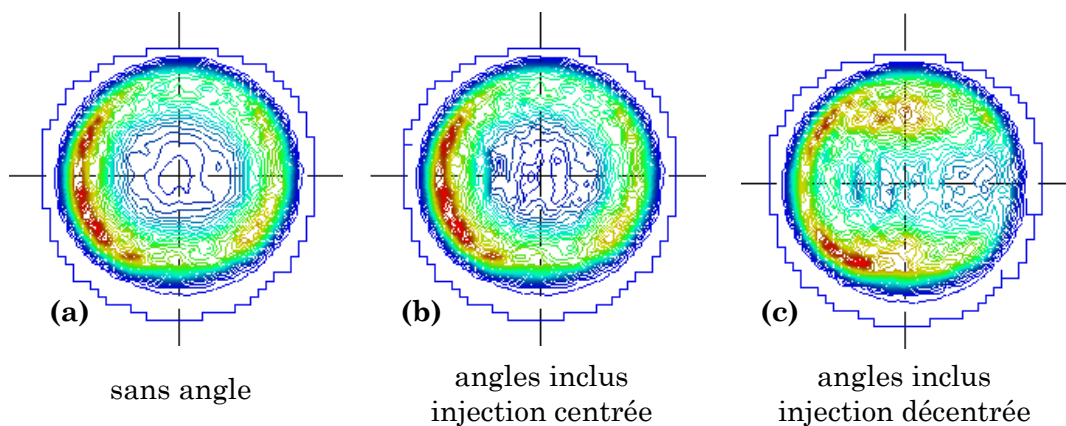 (a)
(b)
(c)
sans angle
angles inclus
injection centrée
angles inclus
injection décentrée